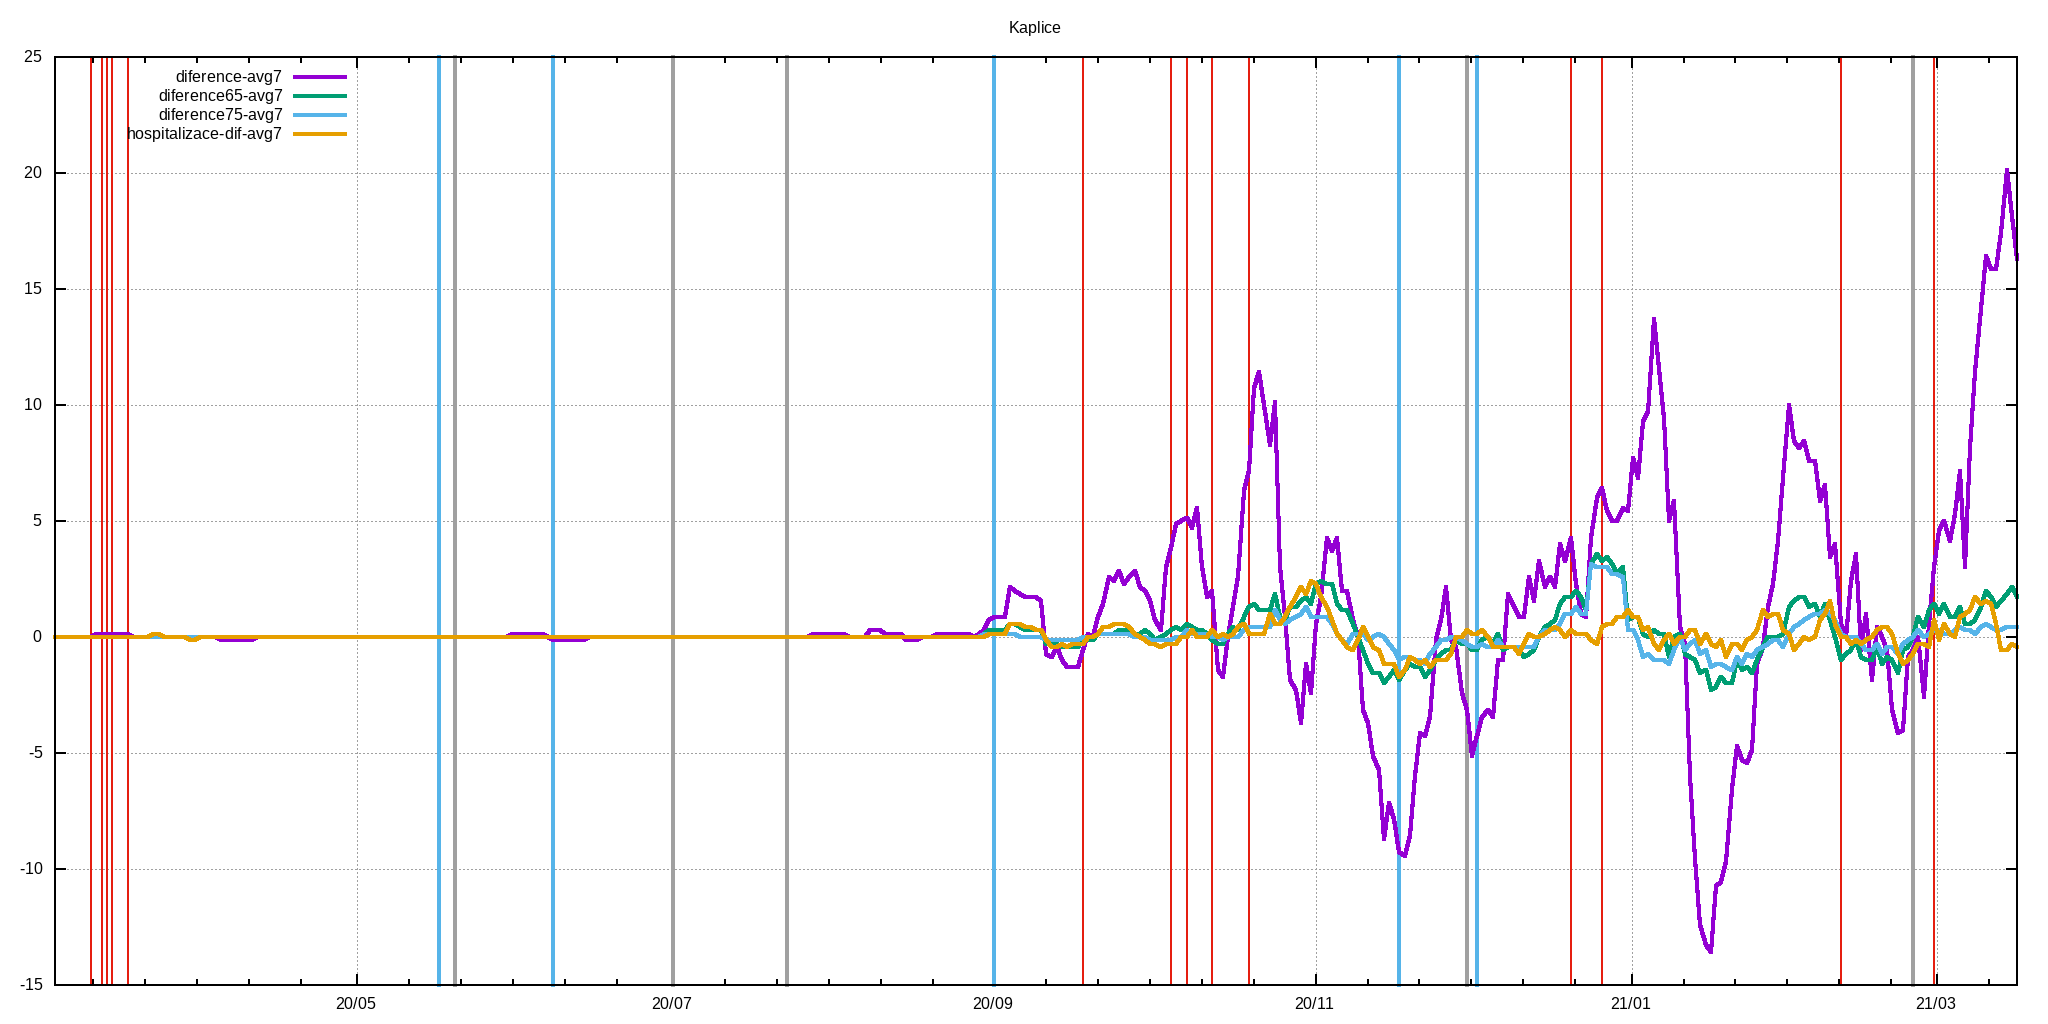 Kaplice
diference-avg7
diference65-avg7
diference75-avg7
hospitalizace-dif-avg7
25
20
15
10
5
0
-5
-10
-15
20/05 20/07 20/09 20/11 21/01 21/03